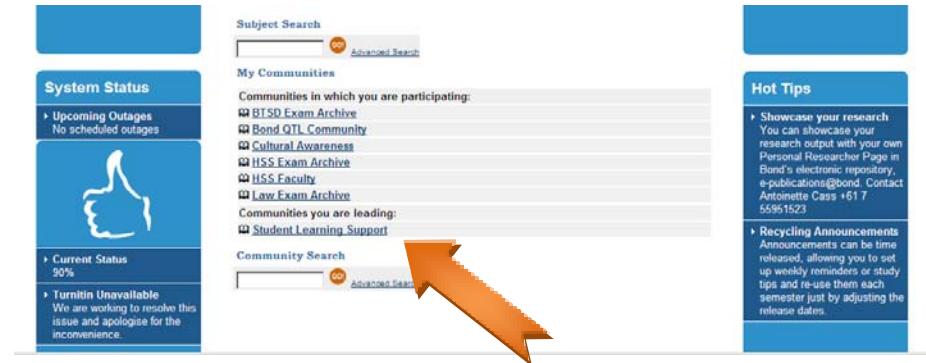 System Status
Upcoming Outages
No scheduled outages
Current Status
90%
Turnitin Unavailable
We are working to resolve this
issue and apologise for the
inconvenience.
Subject Search
GO!
Advanced Search
My Communities
Communities in which you are participating:
BTSD Exam Archive
Bond QTL Community
Cultural Awareness
HSS Exam Archive
HSS Faculty
Law Exam Archive
Communities you are leading:
Student Learning Support
Community Search
GO!
Advanced Sear
Hot Tips
Showcase your research
You can showcase your
research output with your own
Personal Researcher Page in
Bond's electronic repository,
e-publications@bond. Contact
Antoinette Cass +61 7
55951523
Recycling Announcements
Announcements can be time
released, allowing you to set
up weekly reminders or study
tips and re-use them each
semester just by adjusting the
release dates.